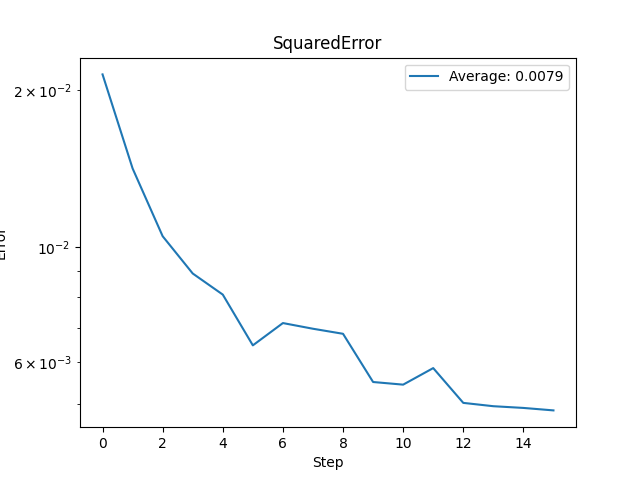 SquaredError
Average: 0.0079
2 × 10⁻²
10⁻²
6 × 10⁻³
0 2 4 6 8 10 12 14
Step